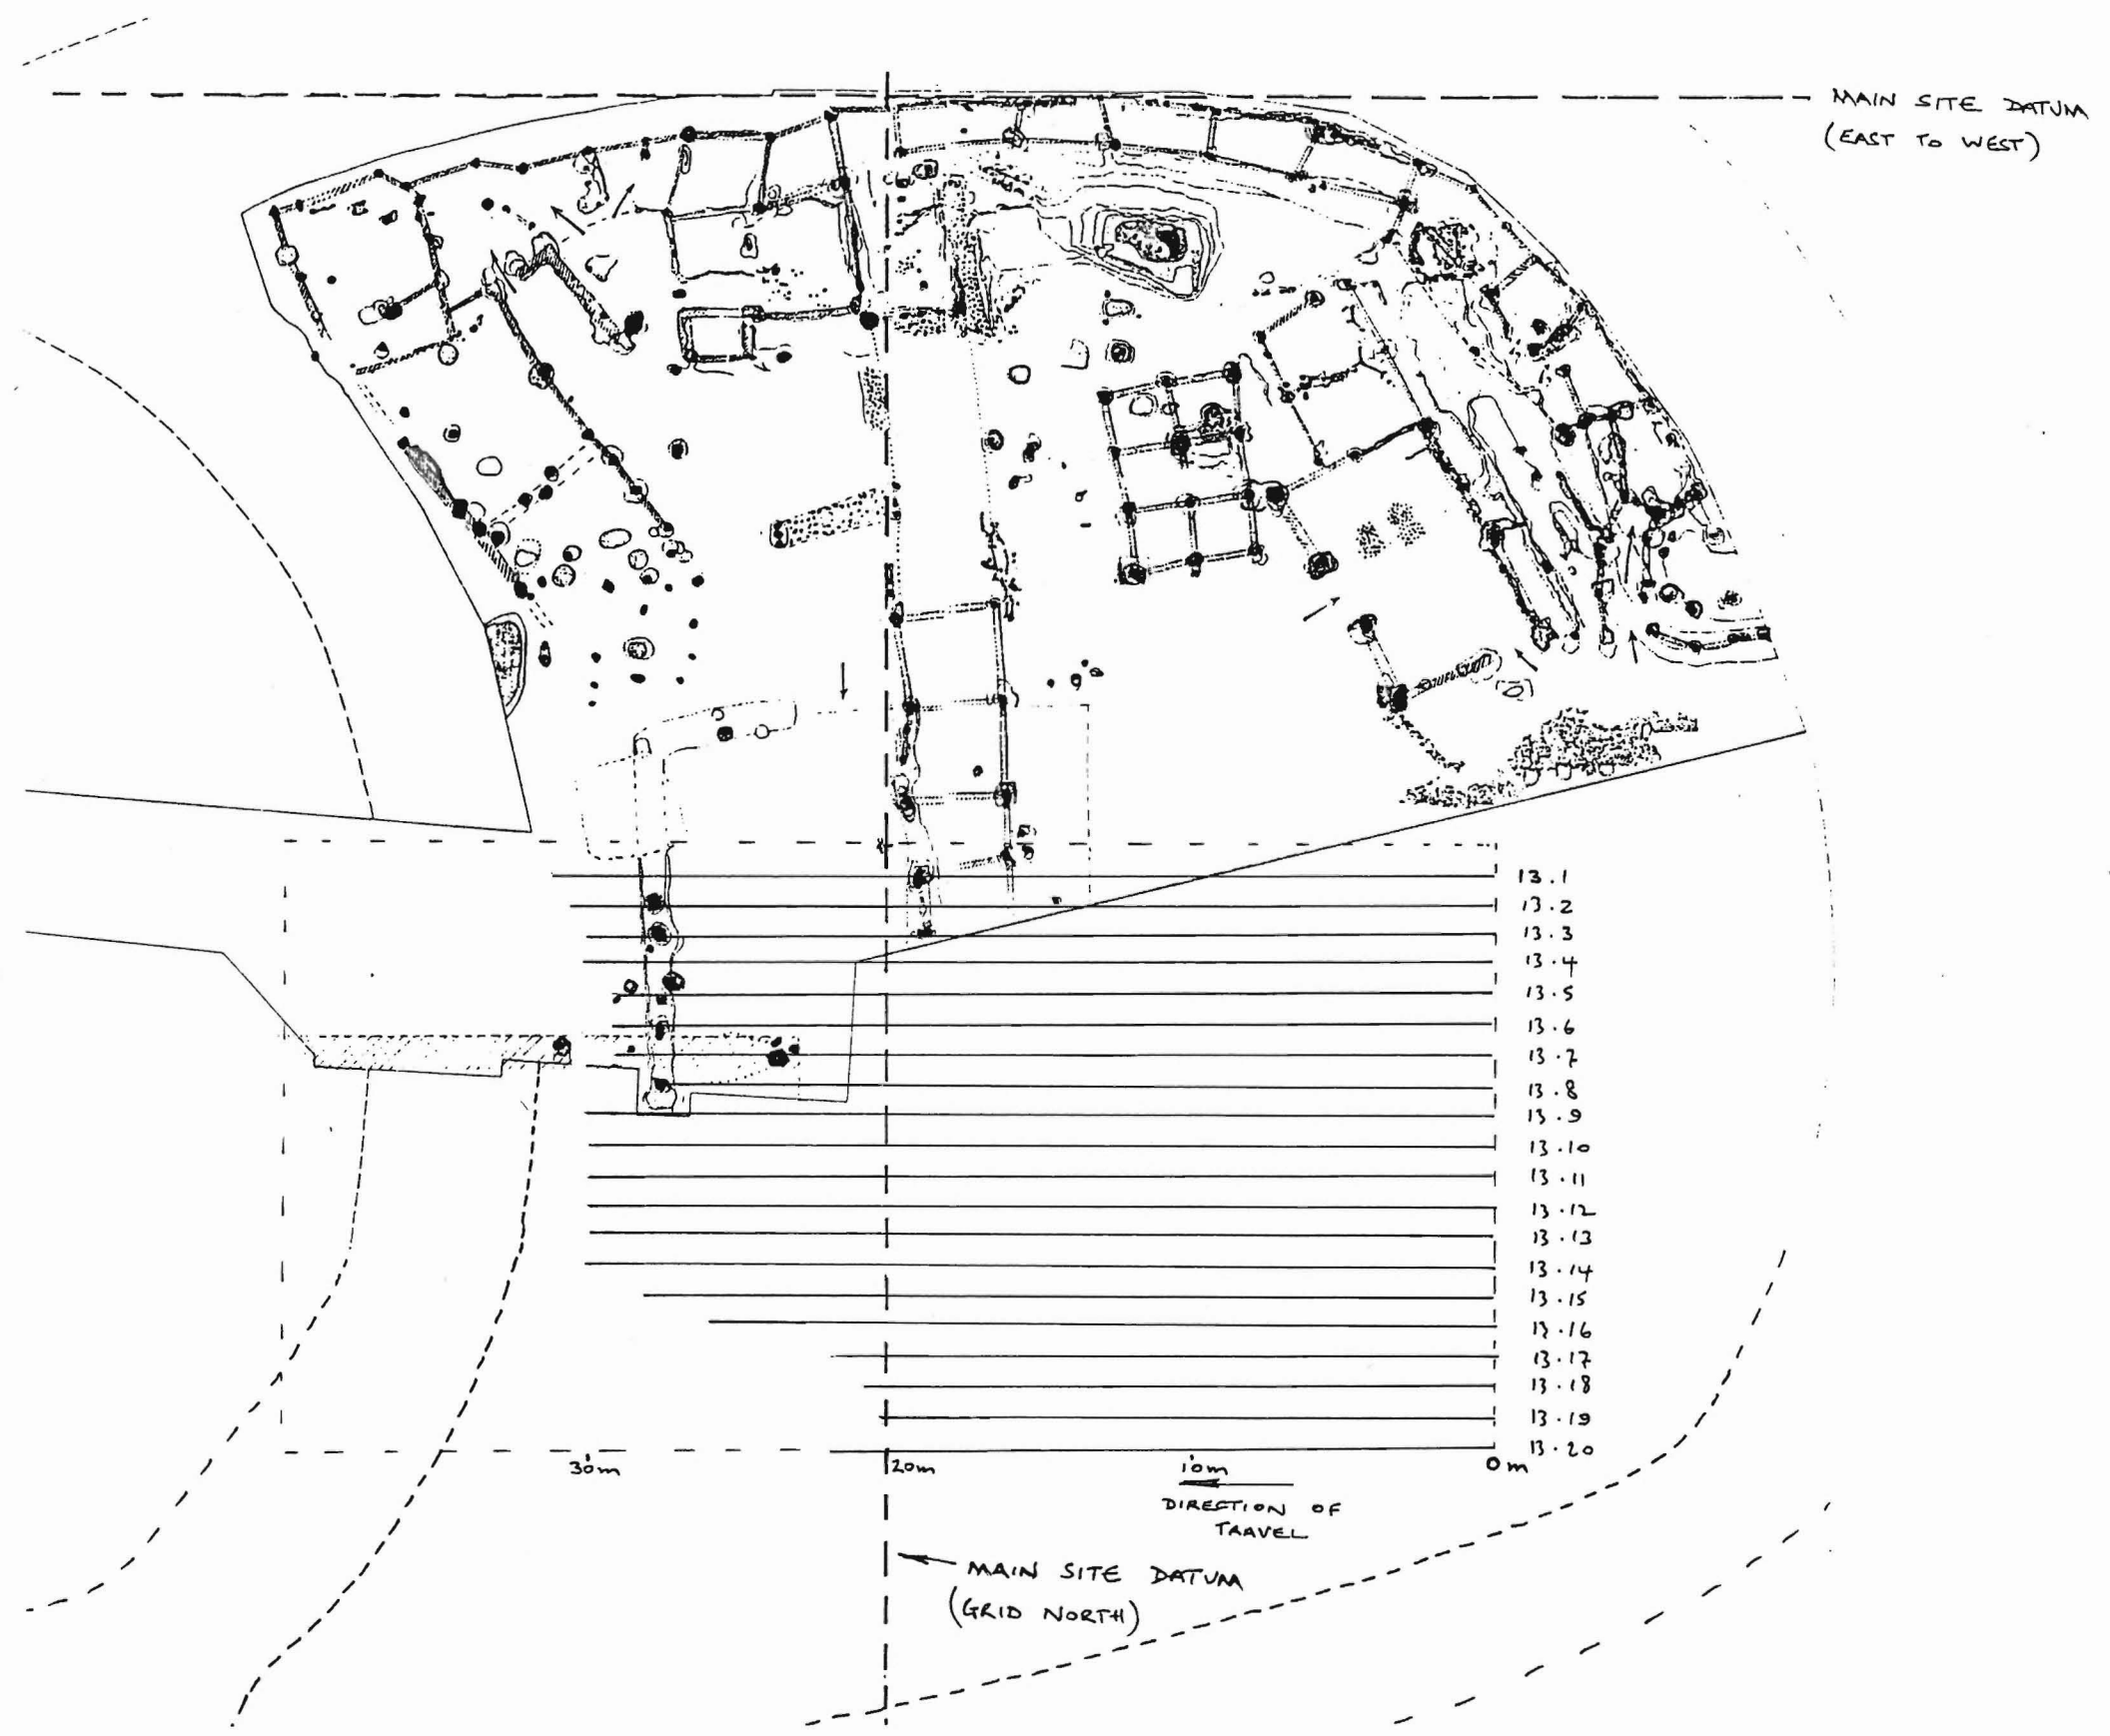 MAIN SITE DATUM
(EAST TO WEST)
13.1
13.2
13.3
13.4
13.5
13.6
13.7
13.8
13.9
13.10
13.11
13.12
13.13
13.14
13.15
13.16
13.17
13.18
13.19
13.20
30m 20m 10m 0m
DIRECTION OF
TRAVEL
MAIN SITE DATUM
(GRID NORTH)